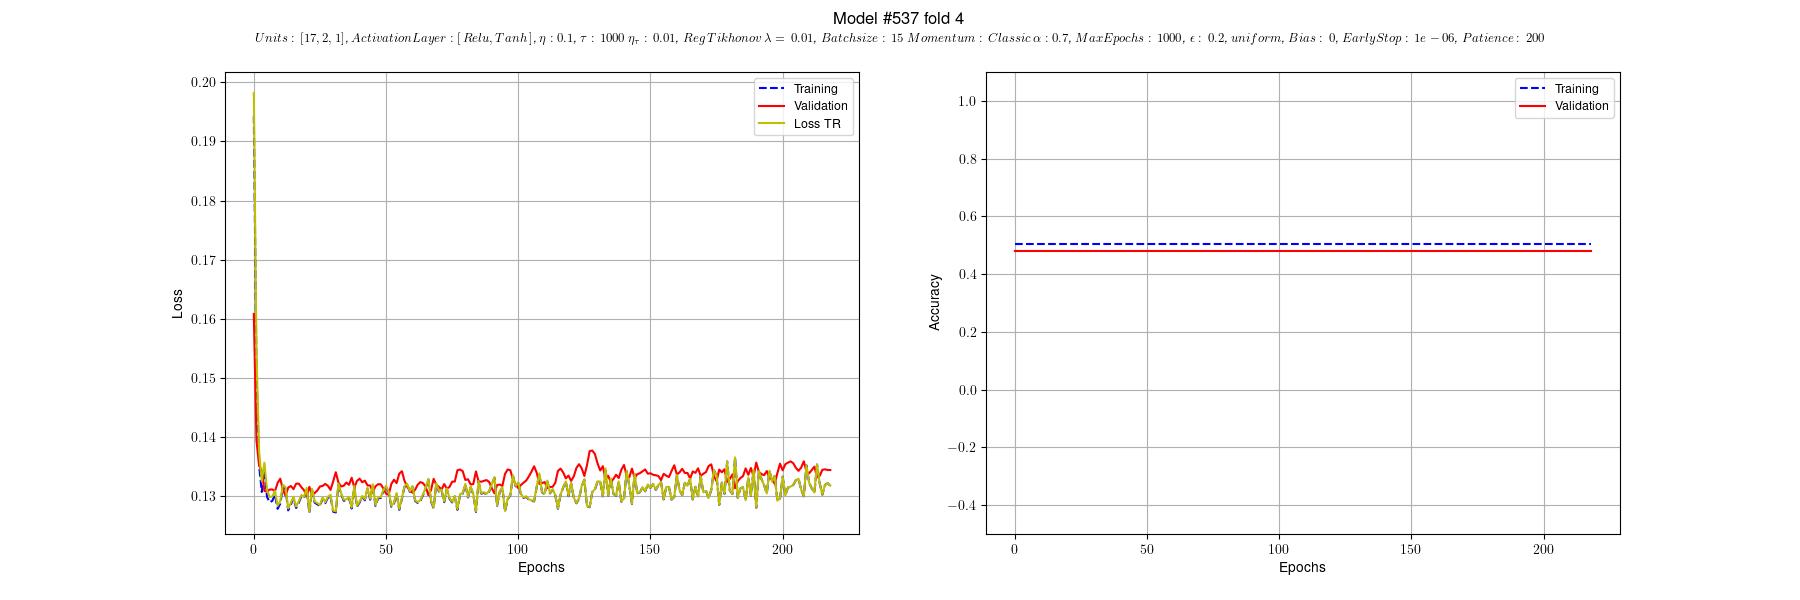 Model #537 fold 4
Units : [17, 2, 1], ActivationLayer : [Relu, Tanh], η : 0.1, τ : 1000 ητ : 0.01, RegTikhonov λ = 0.01, Batchsize : 15 Momentum : Classic α : 0.7, MaxEpochs : 1000, ϵ : 0.2, uniform, Bias : 0, EarlyStop : 1e − 06, Patience : 200
0.20
0.19
0.18
0.17
0.16
0.15
0.14
0.13
Loss
0
50
100
150
200
Epochs
Training
Validation
Loss TR
1.0
0.8
0.6
0.4
0.2
0.0
−0.2
−0.4
Accuracy
0
50
100
150
200
Epochs
Training
Validation